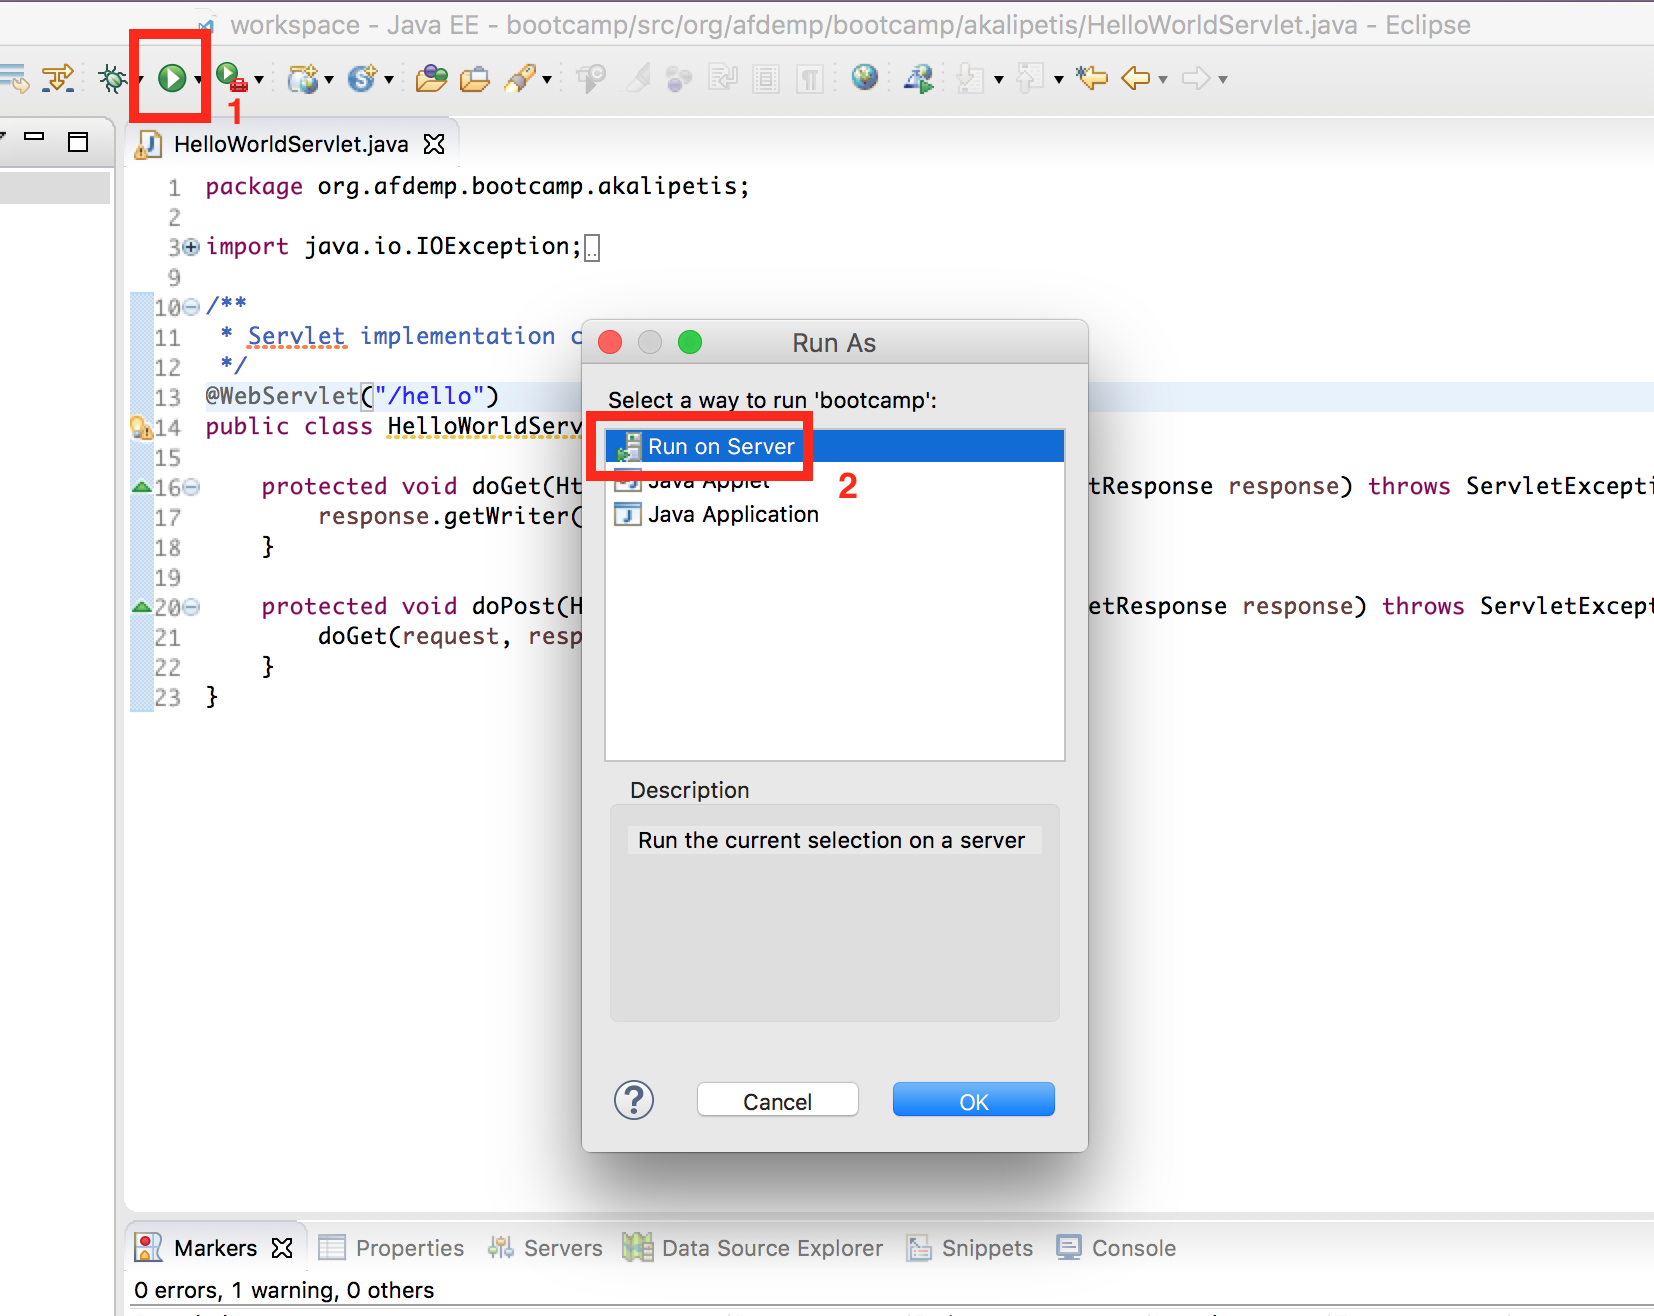 workspace - Java EE - bootcamp/src/org/afdemp/bootcamp/akalipetis/HelloWorldServlet.java - Eclipse
1
HelloWorldServlet.java
1 package org.afdemp.bootcamp.akalipetis;
2
3 import java.io.IOException;
9
10 /**
11 * Servlet implementation c
12 */
13 @WebServlet("/hello")
14 public class HelloWorldServ
15
16 protected void doGet(Ht tResponse response) throws ServletExcepti
17 response.getWriter(
18 }
19
20 protected void doPost(H etResponse response) throws ServletExcept
21 doGet(request, resp
22 }
23 }
Run As
Select a way to run 'bootcamp':
Run on Server
2
Java Applet
Java Application
Description
Run the current selection on a server
? Cancel OK
Markers Properties Servers Data Source Explorer Snippets Console
0 errors, 1 warning, 0 others